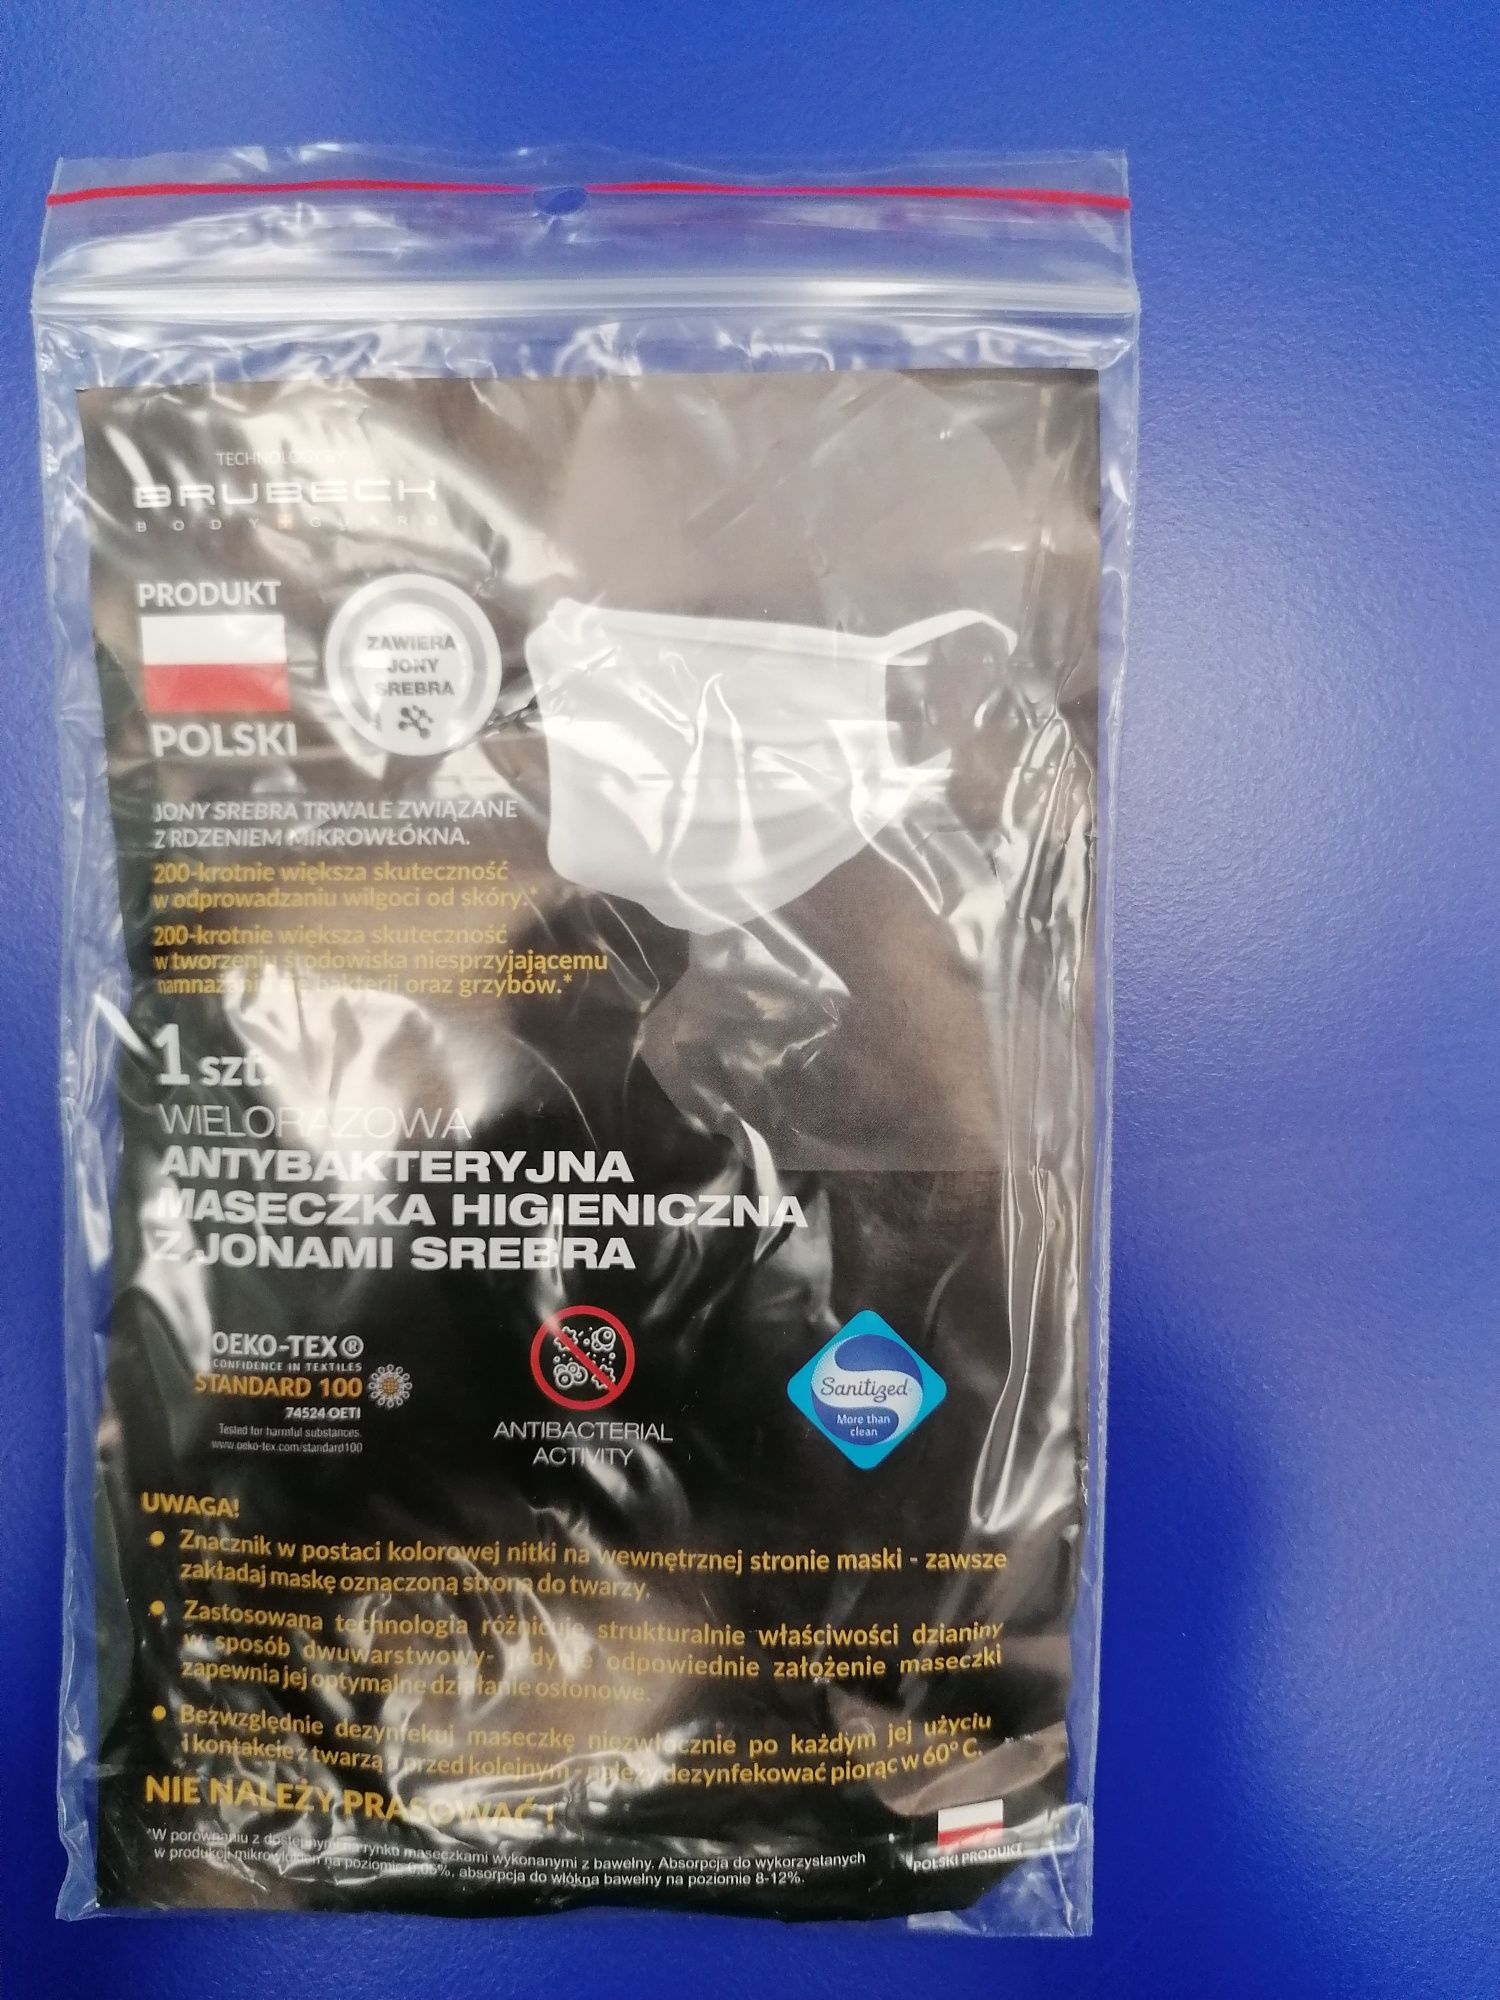 TECHNOLOGY BY
BRUBECK
BODY GUARD
PRODUKT
POLSKI
ZAWIERA
JONY
SREBRA
JONY SREBRA TRWALE ZWIĄZANE
Z RDZENIEM MIKROWŁÓKNA.
200-krotnie większa skuteczność
w odprowadzaniu wilgoci od skóry.*
200-krotnie większa skuteczność
w tworzeniu środowiska niesprzyjającemu
namnażaniu się bakterii oraz grzybów.*
1 szt.
WIELORAZOWA
ANTYBAKTERYJNA
MASECZKA HIGIENICZNA
Z JONAMI SREBRA
OEKO-TEX®
CONFIDENCE IN TEXTILES
STANDARD 100
74524 OETI
Tested for harmful substances.
www.oeko-tex.com/standard100
ANTIBACTERIAL
ACTIVITY
Sanitized®
More than
clean
UWAGA!
• Znacznik w postaci kolorowej nitki na wewnętrznej stronie maski - zawsze
zakładaj maskę oznaczoną stroną do twarzy.
• Zastosowana technologia różnicuje strukturalnie właściwości dzianiny
w sposób dwuwarstwowy- jedynie odpowiednie założenie maseczki
zapewnia jej optymalne działanie osłonowe.
• Bezwzględnie dezynfekuj maseczkę niezwłocznie po każdym jej użyciu
i kontakcie z twarzą a przed kolejnym - należy dezynfekować piorąc w 60° C.
NIE NALEŻY PRASOWAĆ !
*W porównaniu z dostępnymi na rynku maseczkami wykonanymi z bawełny. Absorpcja do wykorzystanych
w produkcji mikrowłókien na poziomie 0,05%, absorpcja do włókna bawełny na poziomie 8-12%.
POLSKI PRODUKT